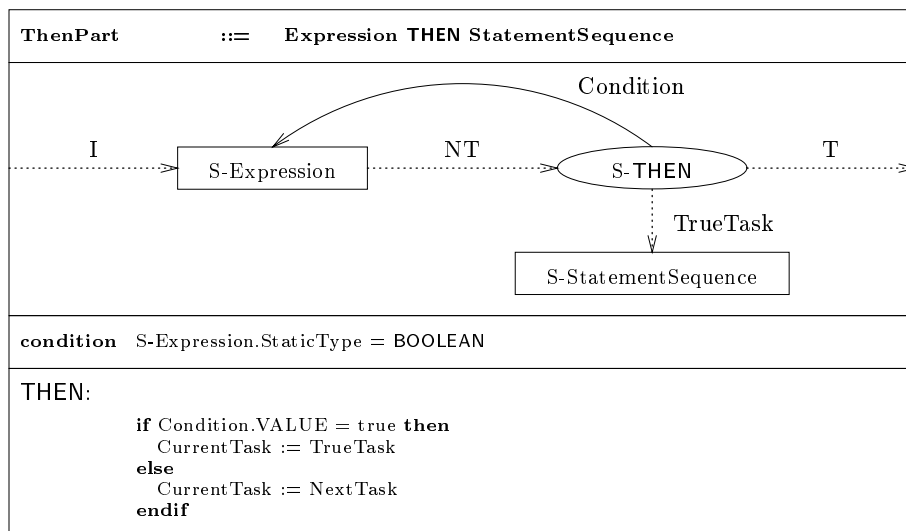 ThenPart ::= Expression THEN StatementSequence
Condition
I NT T
S-Expression S-THEN
TrueTask
S-StatementSequence
condition S-Expression.StaticType = BOOLEAN
THEN:
if Condition.VALUE = true then
CurrentTask := TrueTask
else
CurrentTask := NextTask
endif